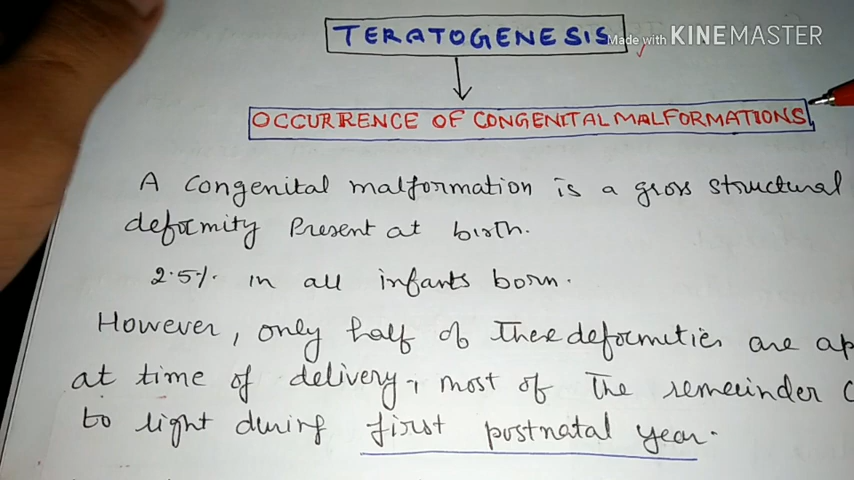 TERATOGENESIS
Made with KINEMASTER
OCCURRENCE OF CONGENITAL MALFORMATIONS
A congenital malformation is a gross structural
deformity Present at birth.
2.5% in all infants born.
However, only half of these deformities are ap
at time of delivery, most of the remainder c
to light during first postnatal year.